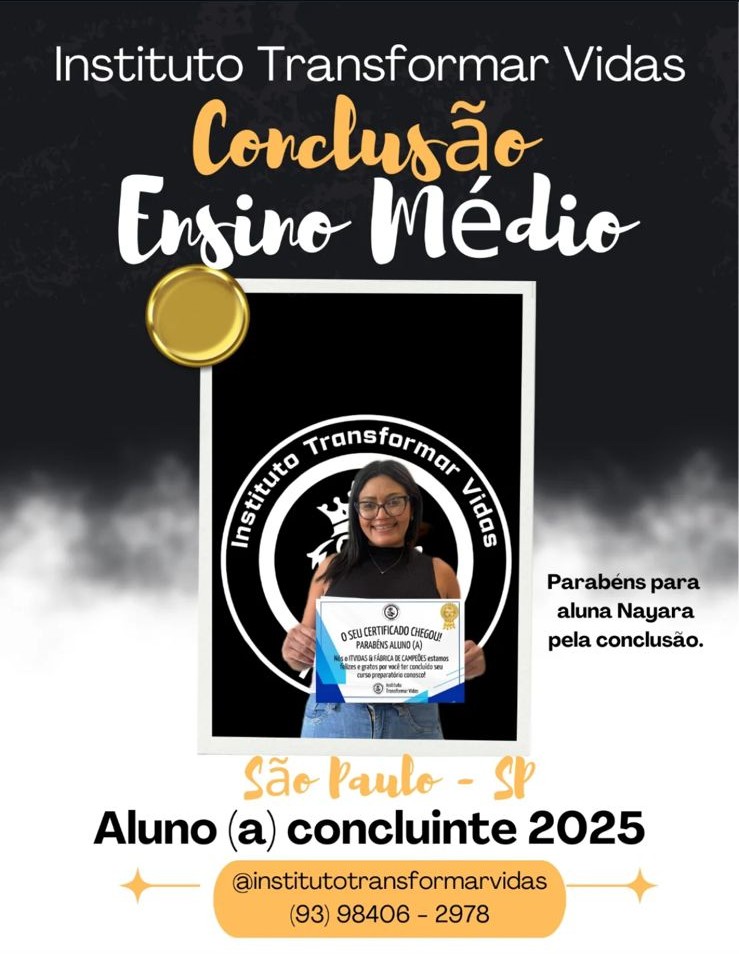 Instituto Transformar Vidas
Conclusão
Ensino Médio
Instituto Transformar Vidas
O SEU CERTIFICADO CHEGOU!
PARABÉNS ALUNO (A)
Nós o ITVIDAS & FÁBRICA DE CAMPEÕES estamos
felizes e gratos por você ter concluído seu
curso preparatório conosco!
Instituto
Transformar Vidas
Parabéns para
aluna Nayara
pela conclusão.
São Paulo - SP
Aluno (a) concluinte 2025
@institutotransformarvidas
(93) 98406 - 2978